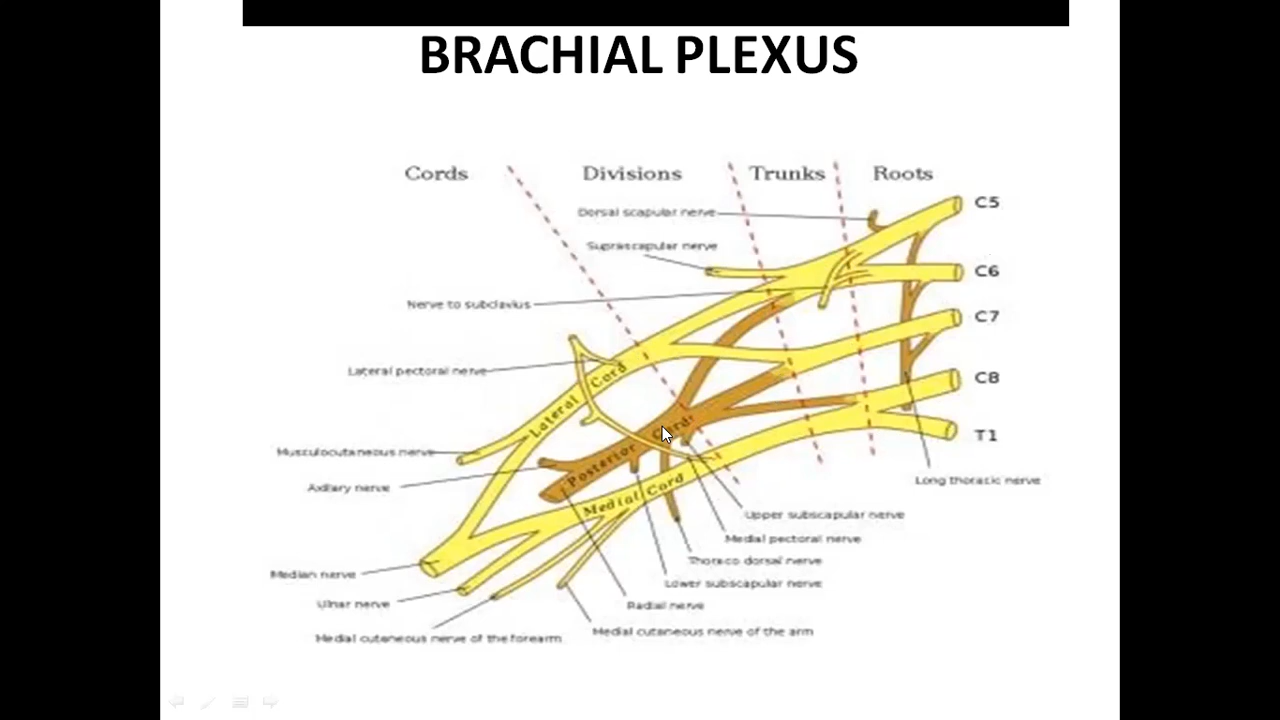 BRACHIAL PLEXUS
Cords Divisions Trunks Roots
C5
Dorsal scapular nerve
Suprascapular nerve
C6
Nerve to subclavius
C7
Lateral pectoral nerve
C8
Lateral Cord
T1
Posterior Cord
Musculocutaneous nerve
Axillary nerve
Medial Cord
Long thoracic nerve
Upper subscapular nerve
Medial pectoral nerve
Thoraco dorsal nerve
Median nerve
Lower subscapular nerve
Ulnar nerve
Radial nerve
Medial cutaneous nerve of the arm
Medial cutaneous nerve of the forearm